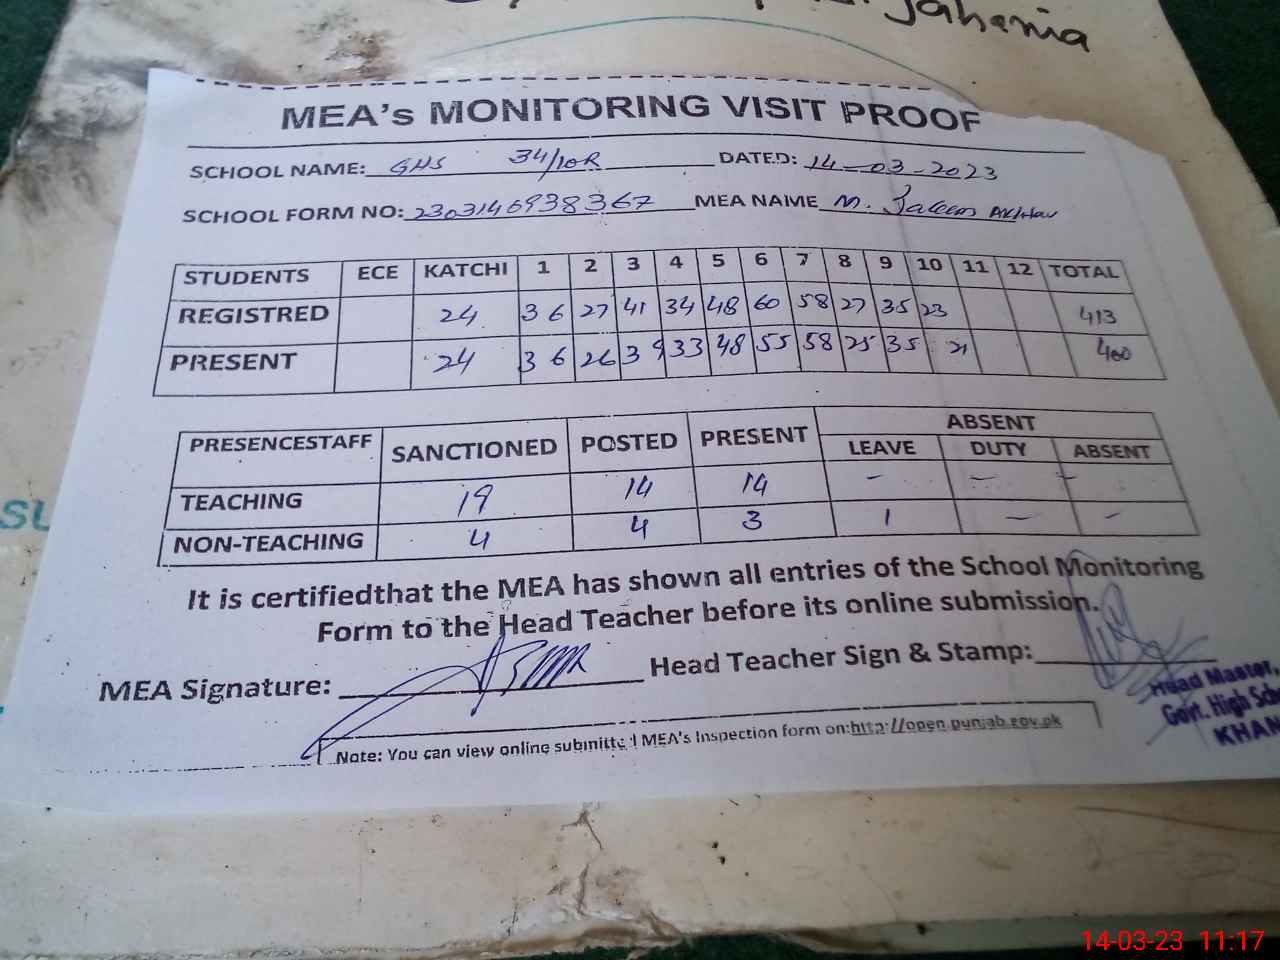 Jahania
MEA's MONITORING VISIT PROOF
SCHOOL NAME: GHS 34/10R DATED: 14-03-2023
SCHOOL FORM NO: 2303146938367 MEA NAME M. Saleem Akhtar
STUDENTS ECE KATCHI 1 2 3 4 5 6 7 8 9 10 11 12 TOTAL
REGISTRED 24 36 27 41 34 48 60 58 27 35 23 413
PRESENT 24 36 26 39 33 48 55 58 25 35 21 400
PRESENCESTAFF SANCTIONED POSTED PRESENT ABSENT
LEAVE DUTY ABSENT
TEACHING 19 14 14 - - -
NON-TEACHING 4 4 3 1 - -
It is certifiedthat the MEA has shown all entries of the School Monitoring
Form to the Head Teacher before its online submission.
MEA Signature: Head Teacher Sign & Stamp:
Head Master,
Govt. High Sch
KHAN
Note: You can view online submitted MEA's Inspection form on:http://open.punjab.gov.pk
14-03-23 11:17